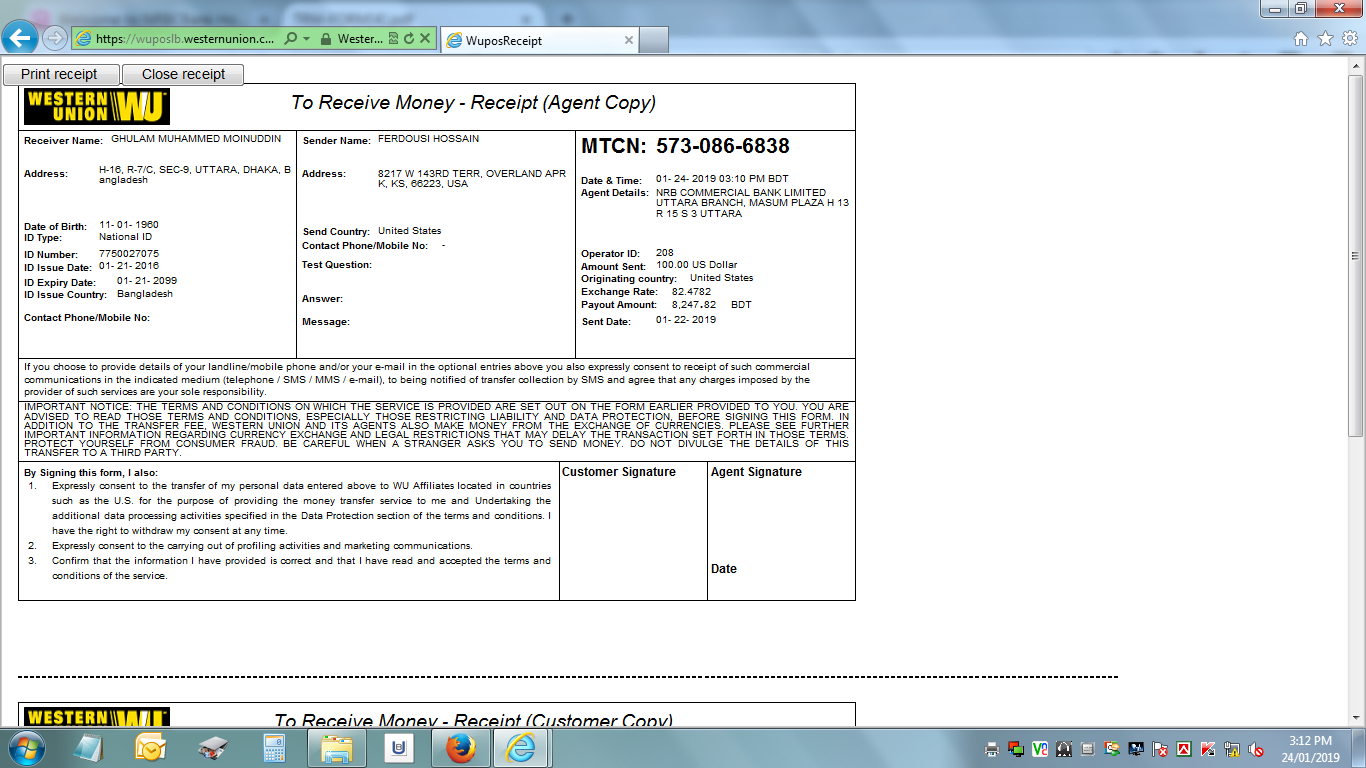 https://wuposlb.westernunion.c...
Wester...
WuposReceipt
Print receipt
Close receipt
WESTERN UNION WU
To Receive Money - Receipt (Agent Copy)
Receiver Name: GHULAM MUHAMMED MOINUDDIN
Address: H-16, R-7/C, SEC-9, UTTARA, DHAKA, B
angladesh
Date of Birth: 11- 01- 1960
ID Type: National ID
ID Number: 7750027075
ID Issue Date: 01- 21- 2016
ID Expiry Date: 01- 21- 2099
ID Issue Country: Bangladesh
Contact Phone/Mobile No:
Sender Name: FERDOUSI HOSSAIN
Address: 8217 W 143RD TERR, OVERLAND APR
K, KS, 66223, USA
Send Country: United States
Contact Phone/Mobile No: -
Test Question:
Answer:
Message:
MTCN: 573-086-6838
Date & Time: 01- 24- 2019 03:10 PM BDT
Agent Details: NRB COMMERCIAL BANK LIMITED
UTTARA BRANCH, MASUM PLAZA H 13
R 15 S 3 UTTARA
Operator ID: 208
Amount Sent: 100.00 US Dollar
Originating country: United States
Exchange Rate: 82.4782
Payout Amount: 8,247.82 BDT
Sent Date: 01- 22- 2019
If you choose to provide details of your landline/mobile phone and/or your e-mail in the optional entries above you also expressly consent to receipt of such commercial
communications in the indicated medium (telephone / SMS / MMS / e-mail), to being notified of transfer collection by SMS and agree that any charges imposed by the
provider of such services are your sole responsibility.
IMPORTANT NOTICE: THE TERMS AND CONDITIONS ON WHICH THE SERVICE IS PROVIDED ARE SET OUT ON THE FORM EARLIER PROVIDED TO YOU. YOU ARE
ADVISED TO READ THOSE TERMS AND CONDITIONS, ESPECIALLY THOSE RESTRICTING LIABILITY AND DATA PROTECTION, BEFORE SIGNING THIS FORM. IN
ADDITION TO THE TRANSFER FEE, WESTERN UNION AND ITS AGENTS ALSO MAKE MONEY FROM THE EXCHANGE OF CURRENCIES. PLEASE SEE FURTHER
IMPORTANT INFORMATION REGARDING CURRENCY EXCHANGE AND LEGAL RESTRICTIONS THAT MAY DELAY THE TRANSACTION SET FORTH IN THOSE TERMS.
PROTECT YOURSELF FROM CONSUMER FRAUD. BE CAREFUL WHEN A STRANGER ASKS YOU TO SEND MONEY. DO NOT DIVULGE THE DETAILS OF THIS
TRANSFER TO A THIRD PARTY.
By Signing this form, I also:
1. Expressly consent to the transfer of my personal data entered above to WU Affiliates located in countries
such as the U.S. for the purpose of providing the money transfer service to me and Undertaking the
additional data processing activities specified in the Data Protection section of the terms and conditions. I
have the right to withdraw my consent at any time.
2. Expressly consent to the carrying out of profiling activities and marketing communications.
3. Confirm that the information I have provided is correct and that I have read and accepted the terms and
conditions of the service.
Customer Signature
Agent Signature
Date
WESTERN WU
To Receive Money - Receipt (Customer Copy)
3:12 PM
24/01/2019